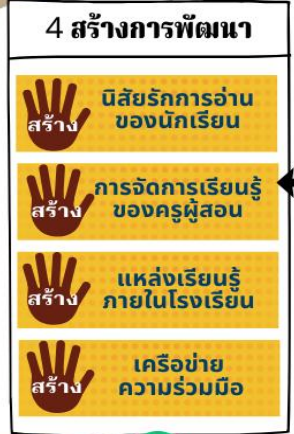 4 สร้างการพัฒนา
สร้าง
นิสัยรักการอ่าน
ของนักเรียน
สร้าง
การจัดการเรียนรู้
ของครูผู้สอน
สร้าง
แหล่งเรียนรู้
ภายในโรงเรียน
สร้าง
เครือข่าย
ความร่วมมือ